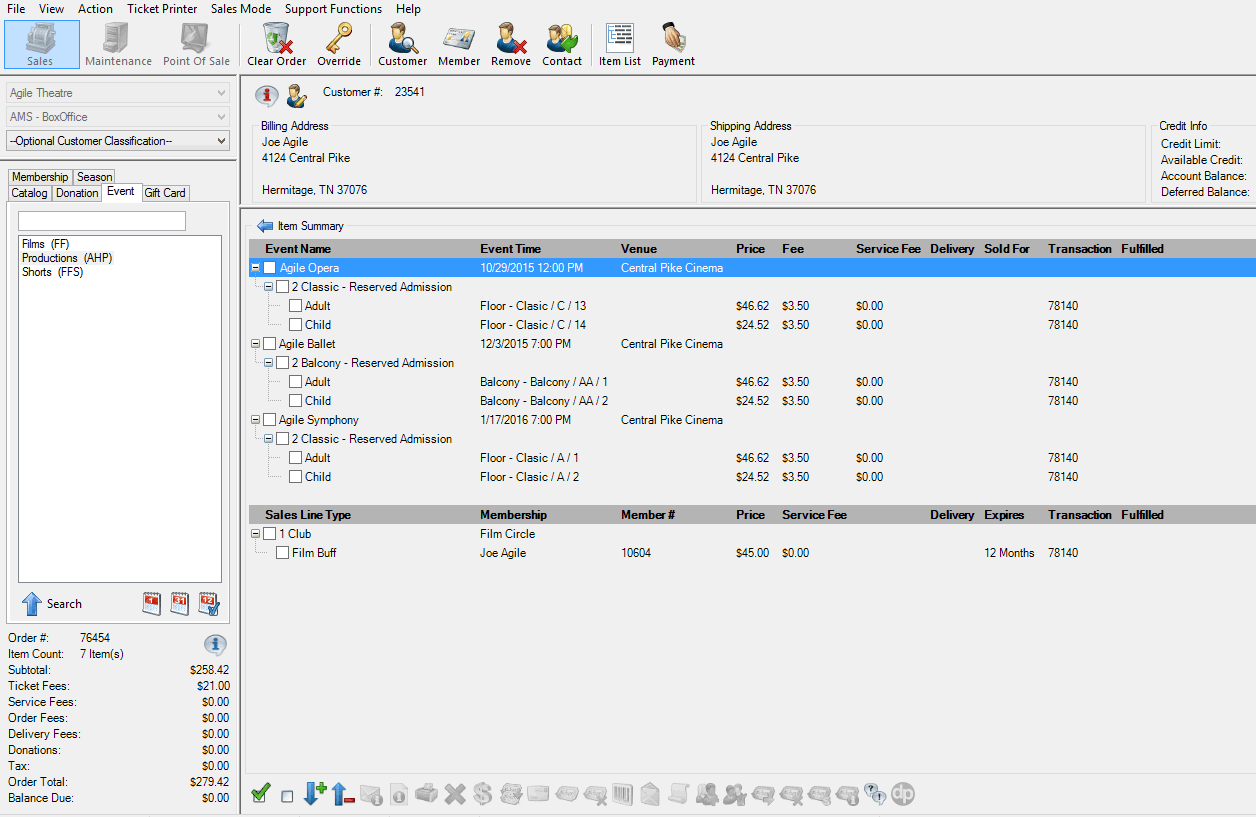 File View Action Ticket Printer Sales Mode Support Functions Help
Sales Maintenance Point Of Sale Clear Order Override Customer Member Remove Contact Item List Payment
Agile Theatre
AMS - BoxOffice
--Optional Customer Classification--
Membership Season
Catalog Donation Event Gift Card
Films (FF)
Productions (AHP)
Shorts (FFS)
Search
Order #: 76454
Item Count: 7 Item(s)
Subtotal: $258.42
Ticket Fees: $21.00
Service Fees: $0.00
Order Fees: $0.00
Delivery Fees: $0.00
Donations: $0.00
Tax: $0.00
Order Total: $279.42
Balance Due: $0.00
Customer #: 23541
Billing Address
Joe Agile
4124 Central Pike
Hermitage, TN 37076
Shipping Address
Joe Agile
4124 Central Pike
Hermitage, TN 37076
Credit Info
Credit Limit:
Available Credit:
Account Balance:
Deferred Balance:
Item Summary
Event Name Event Time Venue Price Fee Service Fee Delivery Sold For Transaction Fulfilled
Agile Opera 10/29/2015 12:00 PM Central Pike Cinema
2 Classic - Reserved Admission
Adult Floor - Clasic / C / 13 $46.62 $3.50 $0.00 78140
Child Floor - Clasic / C / 14 $24.52 $3.50 $0.00 78140
Agile Ballet 12/3/2015 7:00 PM Central Pike Cinema
2 Balcony - Reserved Admission
Adult Balcony - Balcony / AA / 1 $46.62 $3.50 $0.00 78140
Child Balcony - Balcony / AA / 2 $24.52 $3.50 $0.00 78140
Agile Symphony 1/17/2016 7:00 PM Central Pike Cinema
2 Classic - Reserved Admission
Adult Floor - Clasic / A / 1 $46.62 $3.50 $0.00 78140
Child Floor - Clasic / A / 2 $24.52 $3.50 $0.00 78140
Sales Line Type Membership Member # Price Service Fee Delivery Expires Transaction Fulfilled
1 Club Film Circle
Film Buff Joe Agile 10604 $45.00 $0.00 12 Months 78140
dp